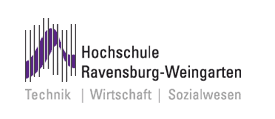 Hochschule
Ravensburg-Weingarten
Technik | Wirtschaft | Sozialwesen